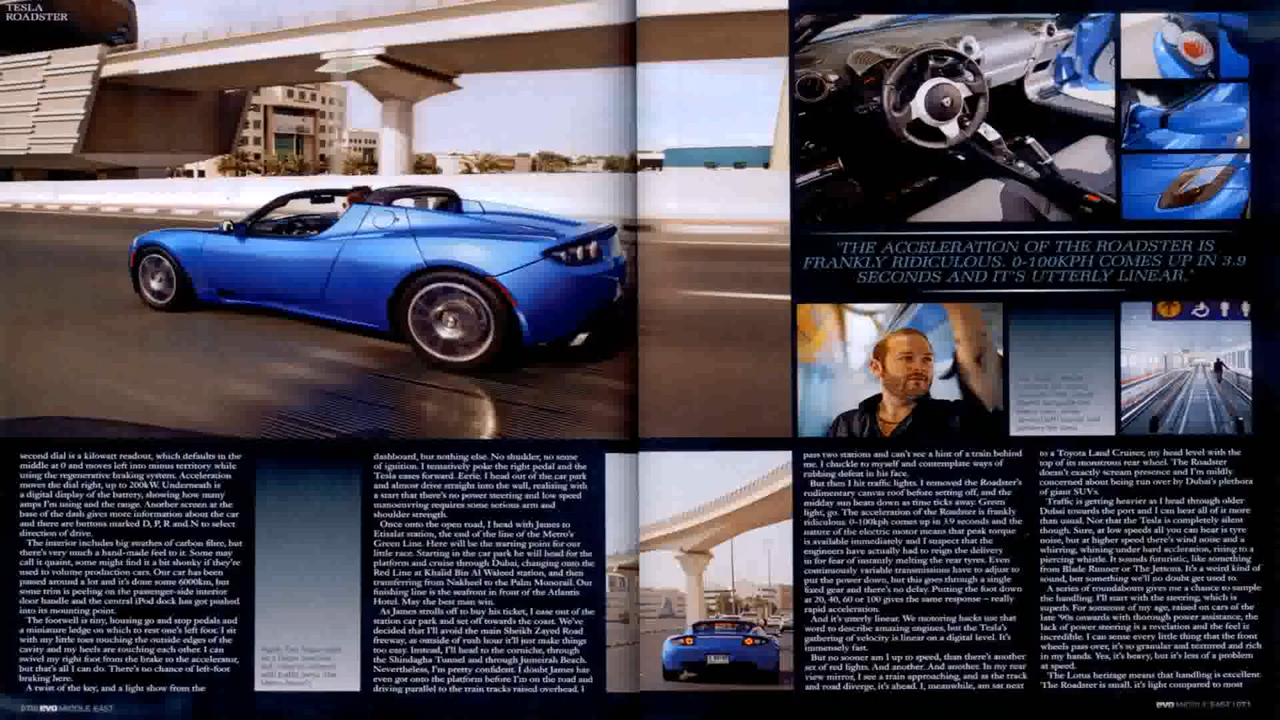 TESLA
ROADSTER
"THE ACCELERATION OF THE ROADSTER IS
FRANKLY RIDICULOUS. 0-100KPH COMES UP IN 3.9
SECONDS AND IT'S UTTERLY LINEAR."
second dial is a kilowatt readout, which defaults in the
middle at 0 and moves left into minus territory while
using the regenerative braking system. Acceleration
moves the dial right, up to 200kW. Underneath is
a digital display of the battery, showing how many
amps I'm using and the range. Another screen at the
base of the dash gives more information about the car
and there are buttons marked D, P, R and N to select
direction of drive.
The interior includes big swathes of carbon fibre, but
there's very much a hand-made feel to it. Some may
call it quaint, some might find it a bit shonky if they're
used to volume production cars. Our car has been
passed around a lot and it's done some 6000km, but
some trim is peeling on the passenger-side interior
door handle and the central iPod dock has got pushed
into its mounting point.
The footwell is tiny, housing go and stop pedals and
a miniature ledge on which to rest one's left foot. I sit
with my little toes touching the outside edges of the
cavity and my heels are touching each other. I can
swivel my right foot from the brake to the accelerator,
but that's all I can do. There's no chance of left-foot
braking here.
A twist of the key, and a light show from the
dashboard, but nothing else. No shudder, no sense
of ignition. I tentatively poke the right pedal and the
Tesla eases forward. Eerie. I head out of the car park
and almost drive straight into the wall, realising with
a start that there's no power steering and low speed
manoeuvring requires some serious arm and
shoulder strength.
Once onto the open road, I head with James to
Etisalat station, the end of the line of the Metro's
Green Line. Here will be the starting point for our
little race. Starting in the car park he will head for the
platform and cruise through Dubai, changing onto the
Red Line at Khalid Bin Al Waleed station, and then
transferring from Nakheel to the Palm Monorail. Our
finishing line is the seafront in front of the Atlantis
Hotel. May the best man win.
As James strolls off to buy his ticket, I ease out of the
station car park and set off towards the coast. We've
decided that I'll avoid the main Sheikh Zayed Road
freeway, as outside of rush hour it'll just make things
too easy. Instead, I'll head to the corniche, through
the Shindagha Tunnel and through Jumeirah Beach.
Nevertheless, I'm pretty confident. I doubt James has
even got onto the platform before I'm on the road and
driving parallel to the train tracks raised overhead. I
pass two stations and can't see a hint of a train behind
me. I chuckle to myself and contemplate ways of
rubbing defeat in his face.
But then I hit traffic lights. I removed the Roadster's
rudimentary canvas roof before setting off, and the
midday sun beats down as time ticks away. Green
light, go. The acceleration of the Roadster is frankly
ridiculous. 0-100kph comes up in 3.9 seconds and the
nature of the electric motor means that peak torque
is available immediately and I suspect that the
engineers have actually had to reign the delivery
in for fear of instantly melting the rear tyres. Even
continuously variable transmissions have to adjust to
put the power down, but this goes through a single
fixed gear and there's no delay. Putting the foot down
at 20, 40, 60 or 100 gives the same response – really
rapid acceleration.
And it's utterly linear. We motoring hacks use that
word to describe amazing engines, but the Tesla's
gathering of velocity is linear on a digital level. It's
immensely fast.
But no sooner am I up to speed, than there's another
set of red lights. And another. And another. In my rear
view mirror, I see a train approaching, and as the track
and road diverge, it's ahead. I, meanwhile, am sat next
to a Toyota Land Cruiser, my head level with the
top of its monstrous rear wheel. The Roadster
doesn't exactly scream presence and I'm mildly
concerned about being run over by Dubai's plethora
of giant SUVs.
Traffic is getting heavier as I head through older
Dubai towards the port and I can hear all of it more
than usual. Not that the Tesla is completely silent
though. Sure, at low speeds all you can hear is tyre
noise, but at higher speed there's wind noise and a
whirring, whining under hard accleration, rising to a
piercing whistle. It sounds futuristic, like something
from Blade Runner or The Jetsons. It's a weird kind of
sound, but something we'll no doubt get used to.
A series of roundabouts give me a chance to sample
the handling. I'll start with the steering, which is
superb. For someone of my age, raised on cars of the
late '90s onwards with thorough power assistance, the
lack of power steering is a revelation and the feel is
incredible. I can sense every little thing that the front
wheels pass over, it's so granular and textured and rich
in my hands. Yes, it's heavy, but it's less of a problem
at speed.
The Lotus heritage means that handling is excellent.
The Roadster is small, it's light compared to most
070 evo MIDDLE EAST
evo MIDDLE EAST 071